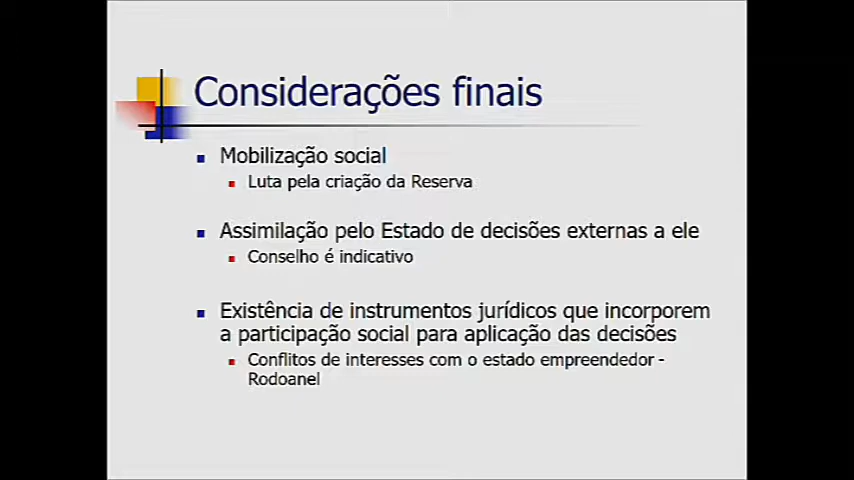 Considerações finais
Mobilização social
Luta pela criação da Reserva
Assimilação pelo Estado de decisões externas a ele
Conselho é indicativo
Existência de instrumentos jurídicos que incorporem
a participação social para aplicação das decisões
Conflitos de interesses com o estado empreendedor -
Rodoanel